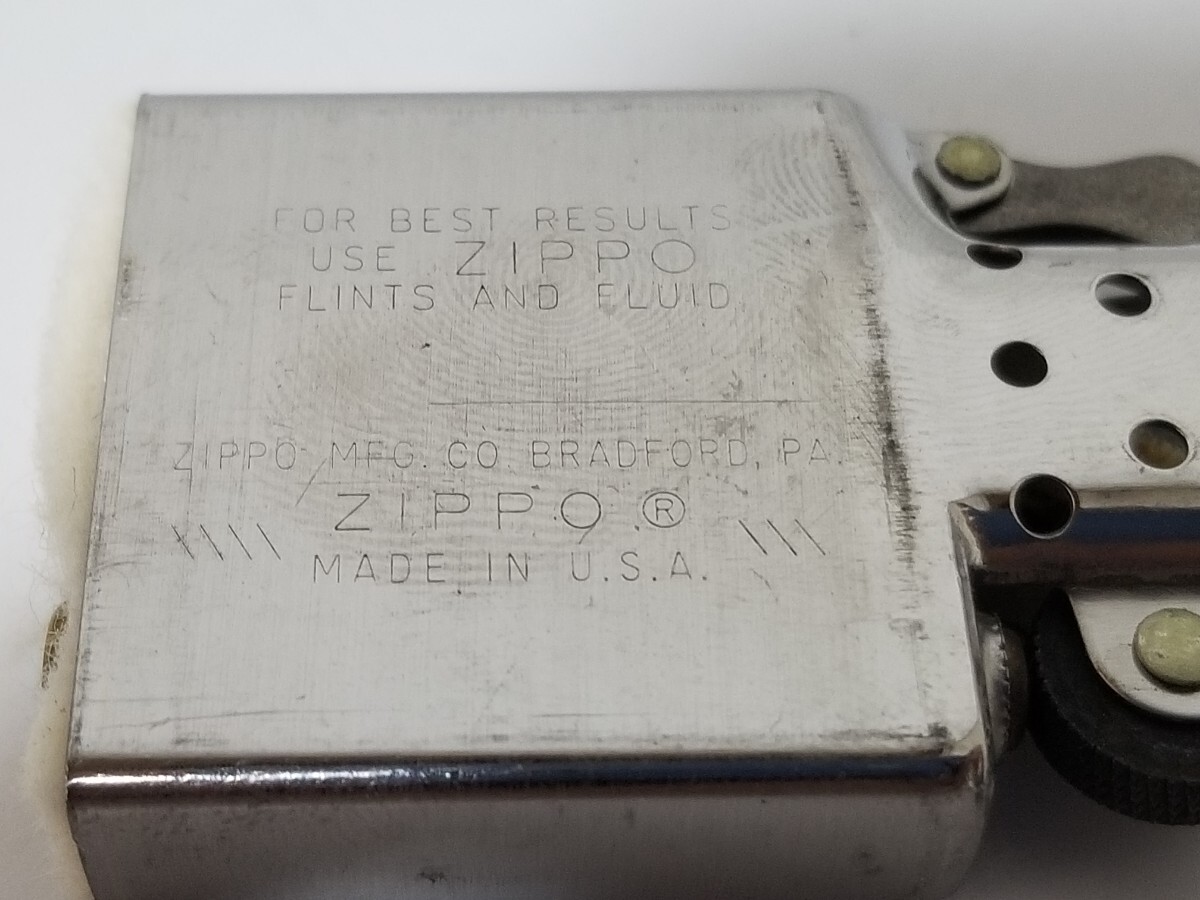 FOR BEST RESULTS
USE ZIPPO
FLINTS AND FLUID
ZIPPO MFG. CO. BRADFORD, PA.
\\\\ ZIPPO ® \\\
MADE IN U.S.A.